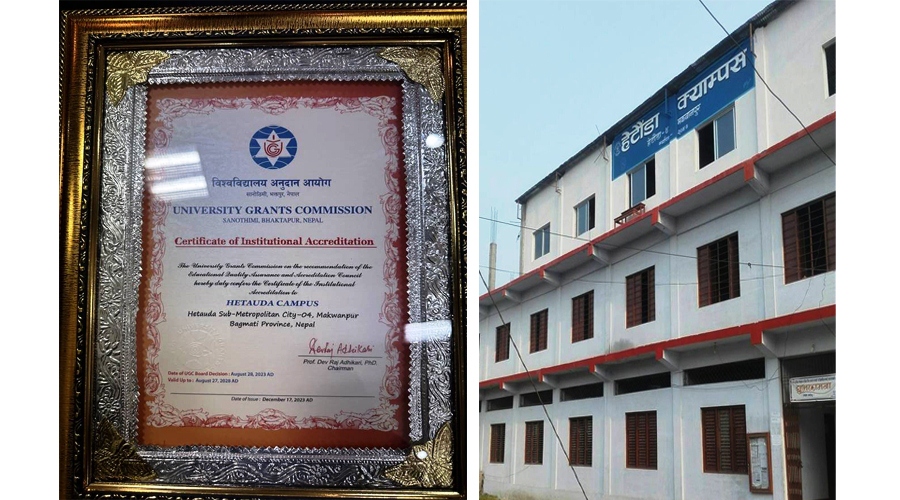 विश्वविद्यालय अनुदान आयोग
सानोठिमी, भक्तपुर, नेपाल
UNIVERSITY GRANTS COMMISSION
SANOTHIMI, BHAKTAPUR, NEPAL
Certificate of Institutional Accreditation
The University Grants Commission on the recommendation of the
Educational Quality Assurance and Accreditation Council
hereby duly confers the Certificate of the Institutional
Accreditation to
HETAUDA CAMPUS
Hetauda Sub-Metropolitan City-04, Makwanpur
Bagmati Province, Nepal
Prof. Dev Raj Adhikari, PhD.
Chairman
Date of UGC Board Decision : August 28, 2023 AD
Valid Up to : August 27, 2028 AD
Date of Issue : December 17, 2023 AD
हेटौंडा क्याम्पस
मकवानपुर